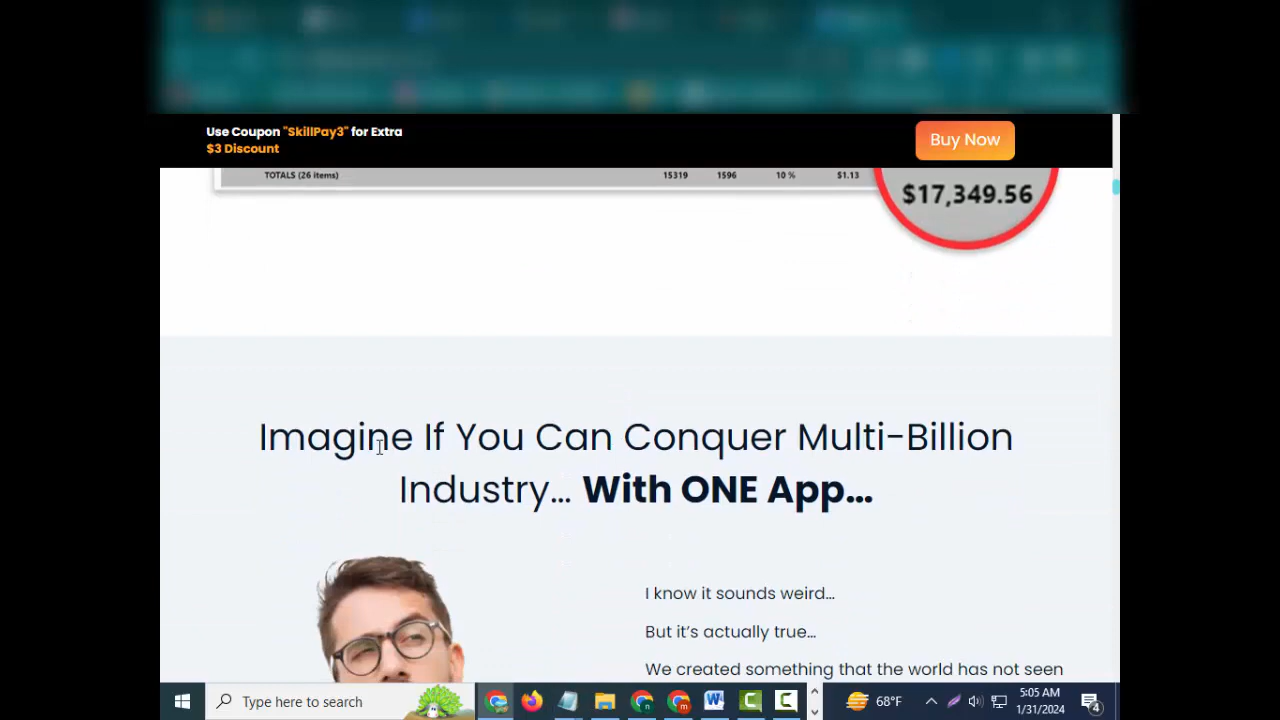 Use Coupon "SkillPay3" for Extra
$3 Discount
Buy Now
TOTALS (26 items) 15319 1596 10 % $1.13
$17,349.56
Imagine If You Can Conquer Multi-Billion
Industry... With ONE App...
I know it sounds weird...
But it's actually true...
We created something that the world has not seen
Type here to search
68°F
5:05 AM
1/31/2024
4